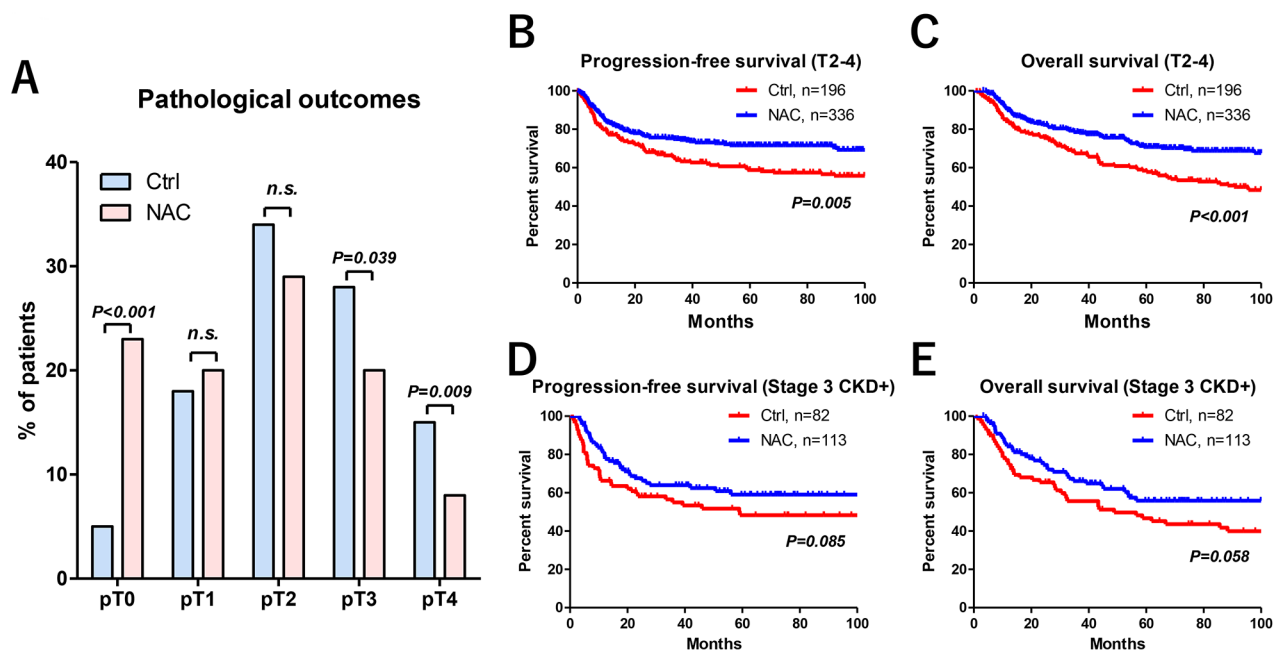 A
Pathological outcomes
Ctrl
NAC
% of patients
40
30
20
10
0
P<0.001
n.s.
n.s.
P=0.039
P=0.009
pT0
pT1
pT2
pT3
pT4
B
Progression-free survival (T2-4)
Ctrl, n=196
NAC, n=336
Percent survival
100
80
60
40
20
0
P=0.005
0 20 40 60 80 100
Months
C
Overall survival (T2-4)
Ctrl, n=196
NAC, n=336
Percent survival
100
80
60
40
20
0
P<0.001
0 20 40 60 80 100
Months
D
Progression-free survival (Stage 3 CKD+)
Ctrl, n=82
NAC, n=113
Percent survival
100
80
60
40
20
0
P=0.085
0 20 40 60 80 100
Months
E
Overall survival (Stage 3 CKD+)
Ctrl, n=82
NAC, n=113
Percent survival
100
80
60
40
20
0
P=0.058
0 20 40 60 80 100
Months